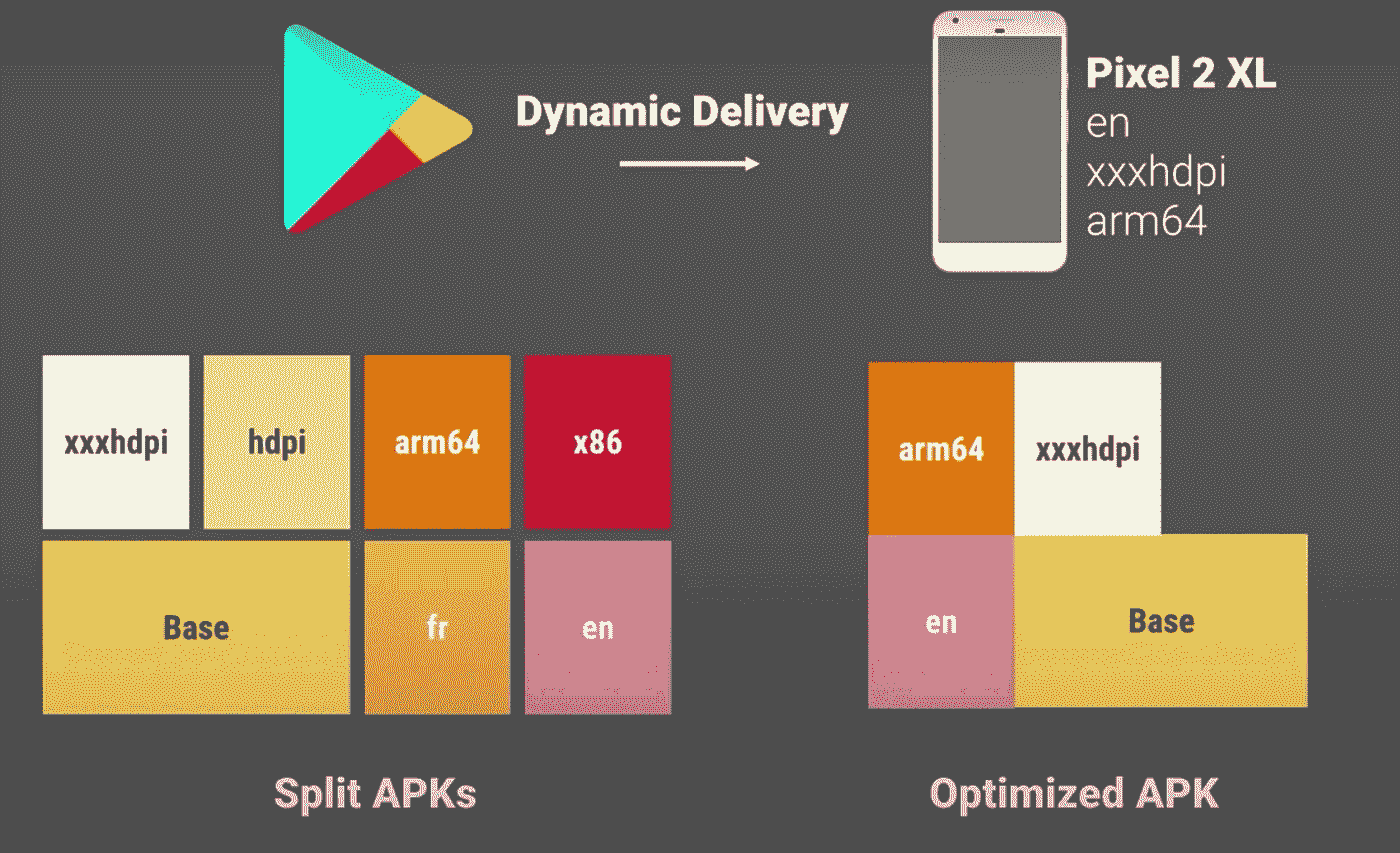 Dynamic Delivery
Pixel 2 XL
en
xxxhdpi
arm64
xxxhdpi
hdpi
arm64
x86
Base
fr
en
Split APKs
arm64
xxxhdpi
en
Base
Optimized APK